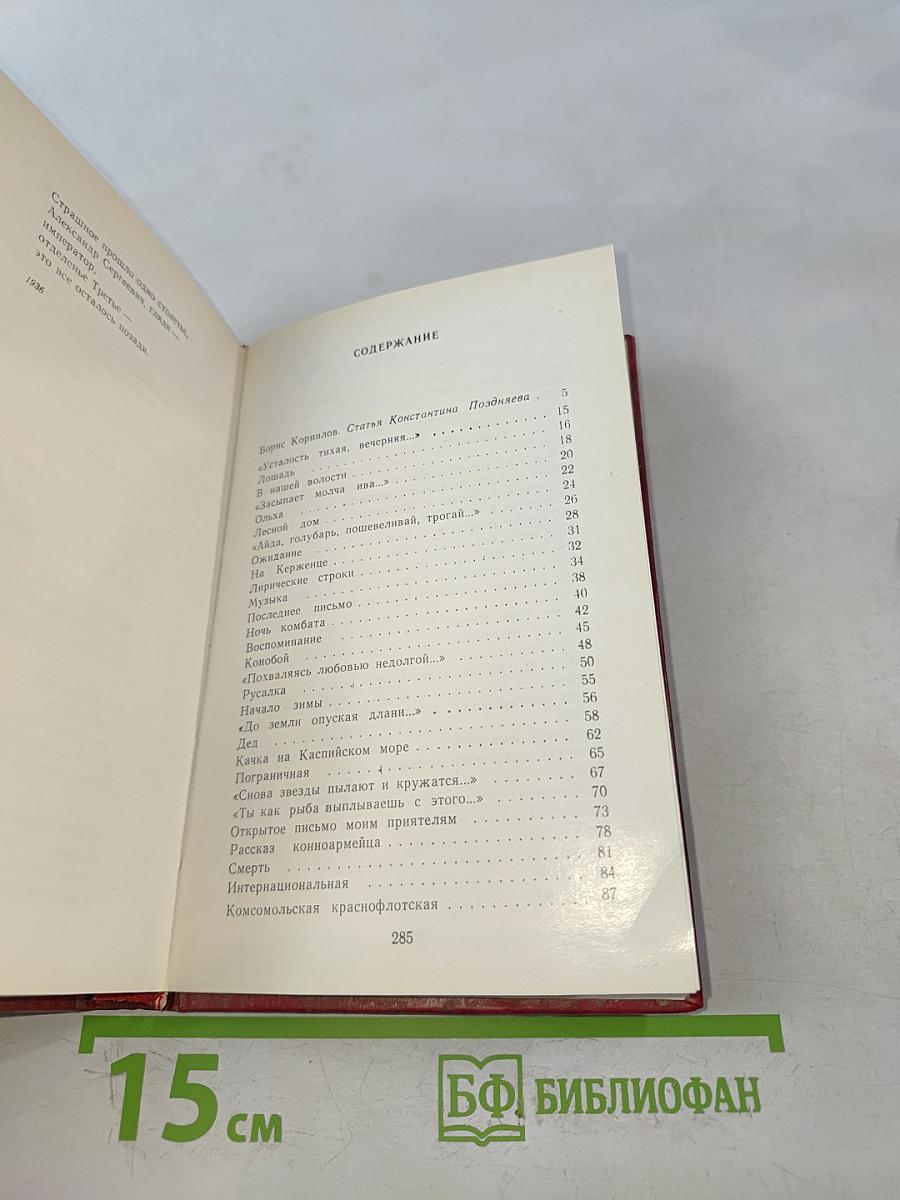 Страшное прошло одно столетье,
Александр Сергеевич, гляди —
император,
отделенье Третье —
это все осталось позади.
1936
СОДЕРЖАНИЕ
Борис Корнилов. Статья Константина Поздняева . 5
«Усталость тихая, вечерняя...» . . . . . . . . . . . 15
Лошадь . . . . . . . . . . . 16
В нашей волости . . . . . . . . . . . 18
«Засыпает молча ива...» . . . . . . . . . . . 20
Ольха . . . . . . . . . . . 22
Лесной дом . . . . . . . . . . . 24
«Айда, голубарь, пошевеливай, трогай...» . . . . . . . 26
Ожидание . . . . . . . . . . . 28
На Керженце . . . . . . . . . . . 31
Лирические строки . . . . . . . . . . . 32
Музыка . . . . . . . . . . . 34
Последнее письмо . . . . . . . . . . . 38
Ночь комбата . . . . . . . . . . . 40
Воспоминание . . . . . . . . . . . 42
Конобой . . . . . . . . . . . 45
«Похваляясь любовью недолгой...» . . . . . . . . . 48
Русалка . . . . . . . . . . . 50
Начало зимы . . . . . . . . . . . 55
«До земли опуская длани...» . . . . . . . . . . . 56
Дед . . . . . . . . . . . 58
Качка на Каспийском море . . . . . . . . . . . 62
Пограничная . . . . . . . . . . . 65
«Снова звезды пылают и кружатся...» . . . . . . . 67
«Ты как рыба выплываешь с этого...» . . . . . . . . 70
Открытое письмо моим приятелям . . . . . . . . . 73
Рассказ конноармейца . . . . . . . . . . . 78
Смерть . . . . . . . . . . . 81
Интернациональная . . . . . . . . . . . 84
Комсомольская краснофлотская . . . . . . . . . . . 87
285
15 см
БФ БИБЛИОФАН